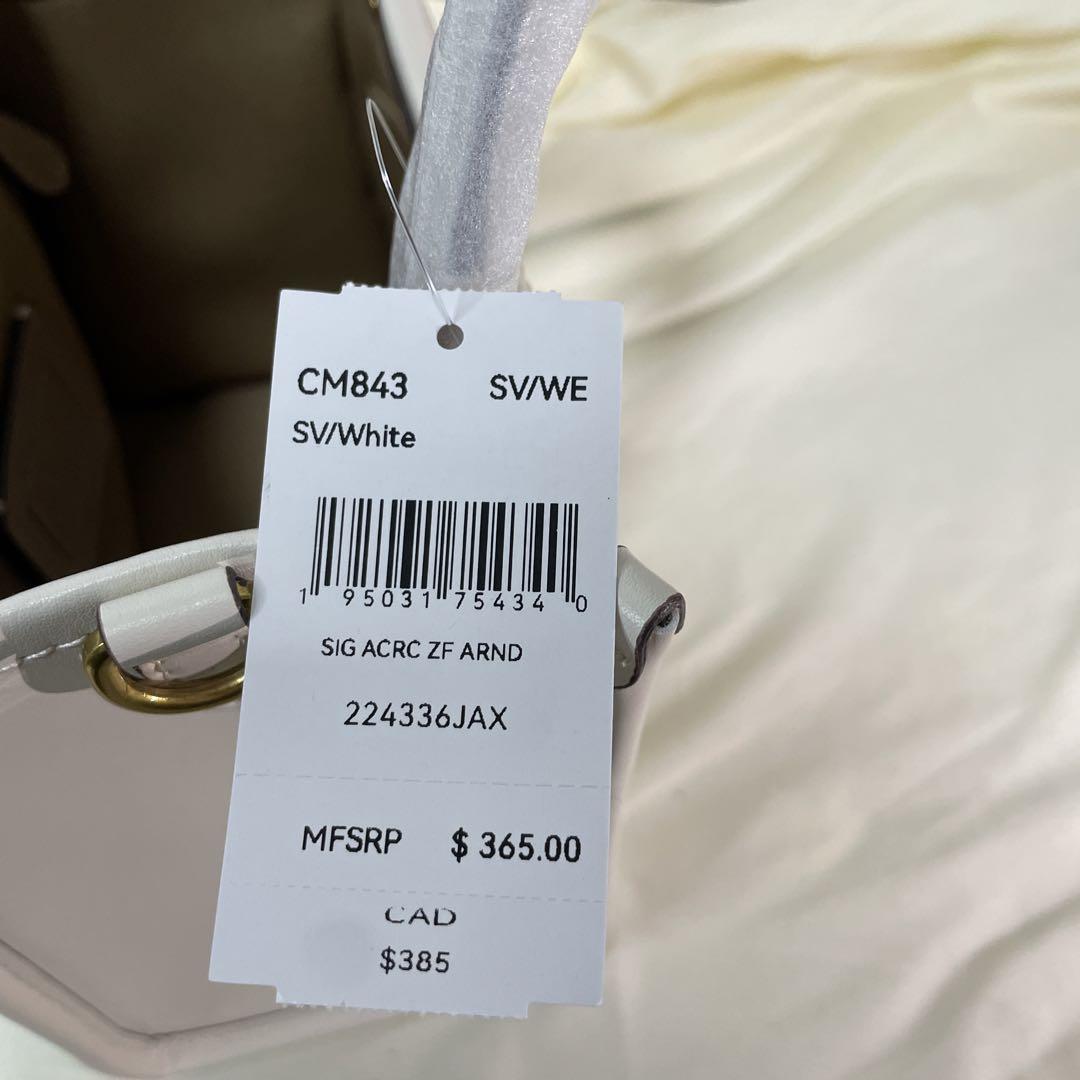 CM843 SV/WE
SV/White
1 95031 75434 0
SIG ACRC ZF ARND
224336JAX
MFSRP $ 365.00
CAD
$385